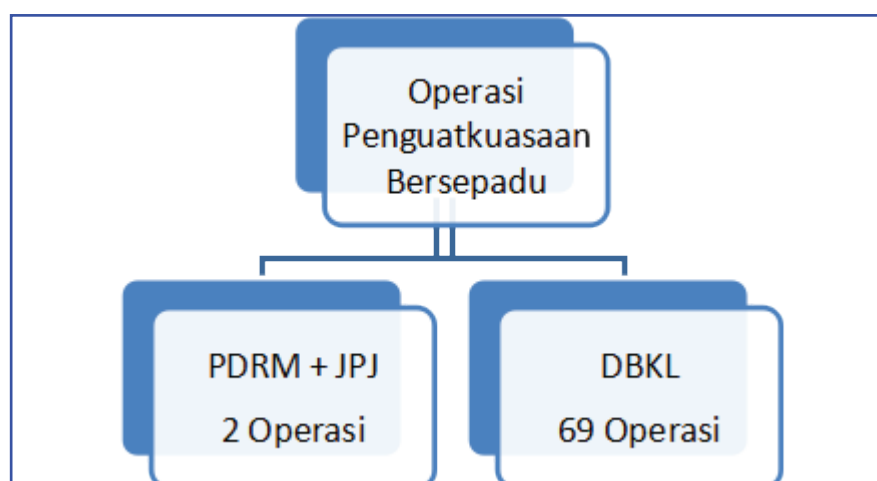 Operasi
Penguatkuasaan
Bersepadu
PDRM + JPJ
2 Operasi
DBKL
69 Operasi